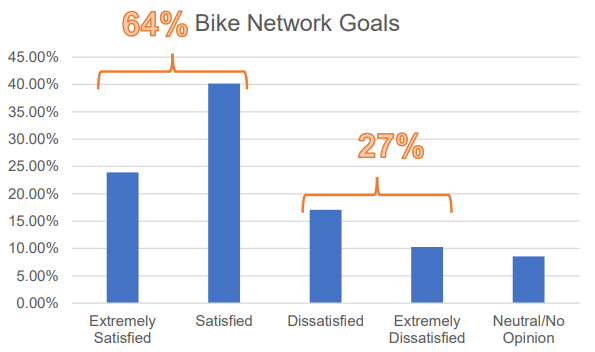 64% Bike Network Goals
45.00%
40.00%
35.00%
30.00%
27%
25.00%
20.00%
15.00%
10.00%
5.00%
0.00%
Extremely Satisfied
Satisfied
Dissatisfied
Extremely Dissatisfied
Neutral/No Opinion